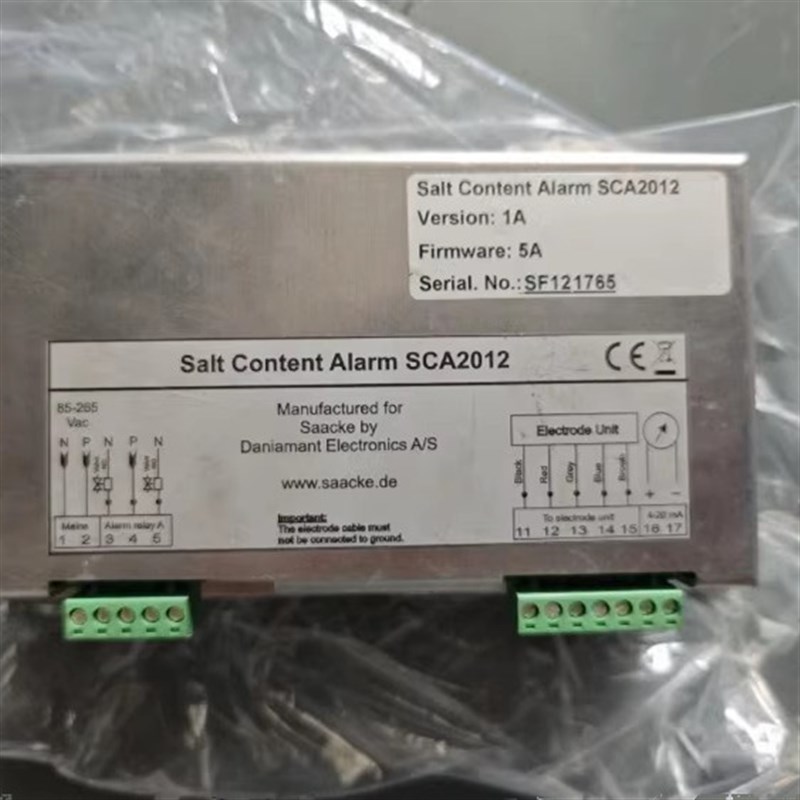 Salt Content Alarm SCA2012
Version: 1A
Firmware: 5A
Serial. No.: SF121765
Salt Content Alarm SCA2012
CE
85-265
Vac
N P N P N
Mains Alarm relay A
1 2 3 4 5
Manufactured for
Saacke by
Daniamant Electronics A/S
www.saacke.de
Important:
The electrode cable must
not be connected to ground.
Electrode Unit
Black Red Grey Blue
+ -
To electrode unit 4-20 mA
11 12 13 14 15 16 17